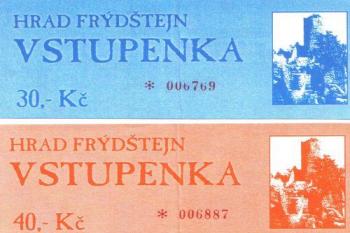 HRAD FRÝDŠTEJN
VSTUPENKA
* 006769
30,- Kč
HRAD FRÝDŠTEJN
VSTUPENKA
* 006887
40,- Kč